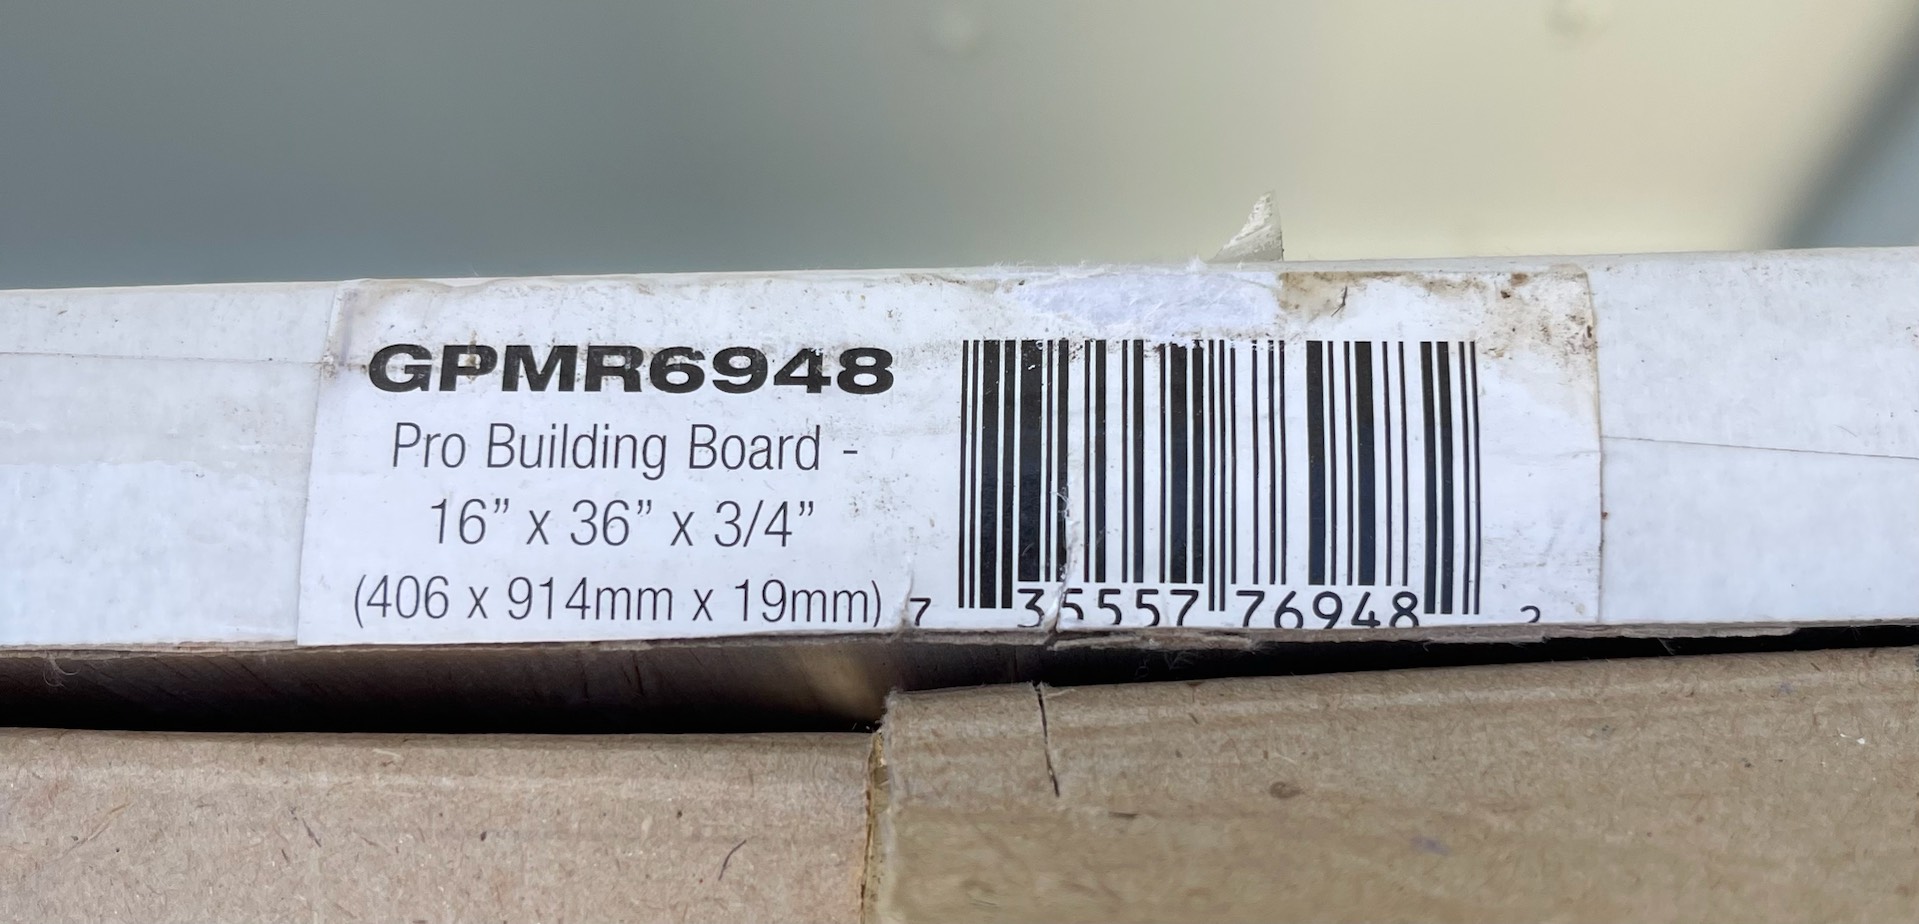 GPMR6948
Pro Building Board -
16” x 36” x 3/4”
(406 x 914mm x 19mm)
7 35557 76948 2